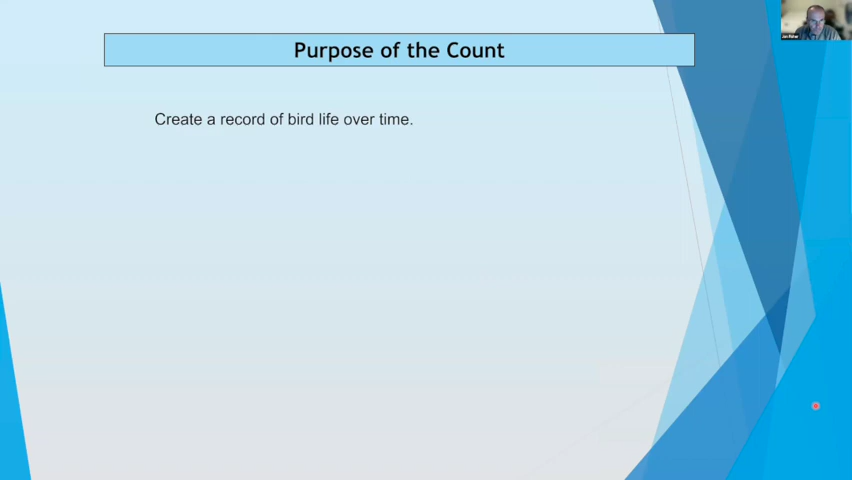 Purpose of the Count
Create a record of bird life over time.